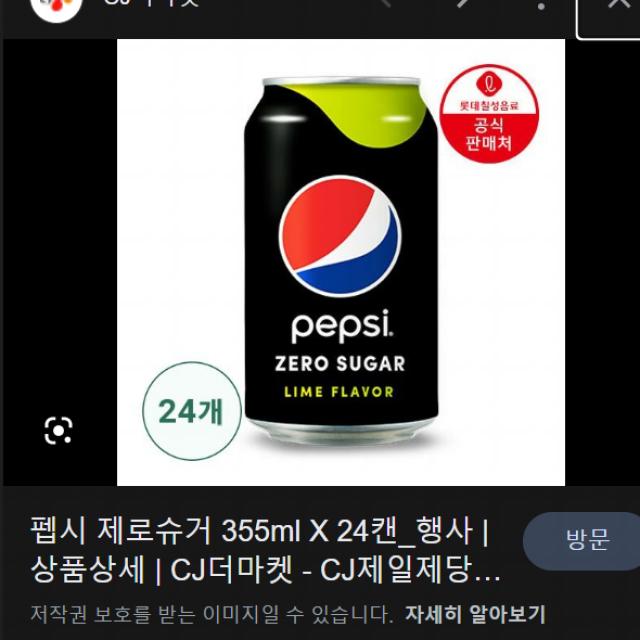 롯데칠성음료
공식
판매처
pepsi.
ZERO SUGAR
LIME FLAVOR
24개
펩시 제로슈거 355ml X 24캔_행사 |
상품상세 | CJ더마켓 - CJ제일제당...
방문
저작권 보호를 받는 이미지일 수 있습니다. 자세히 알아보기